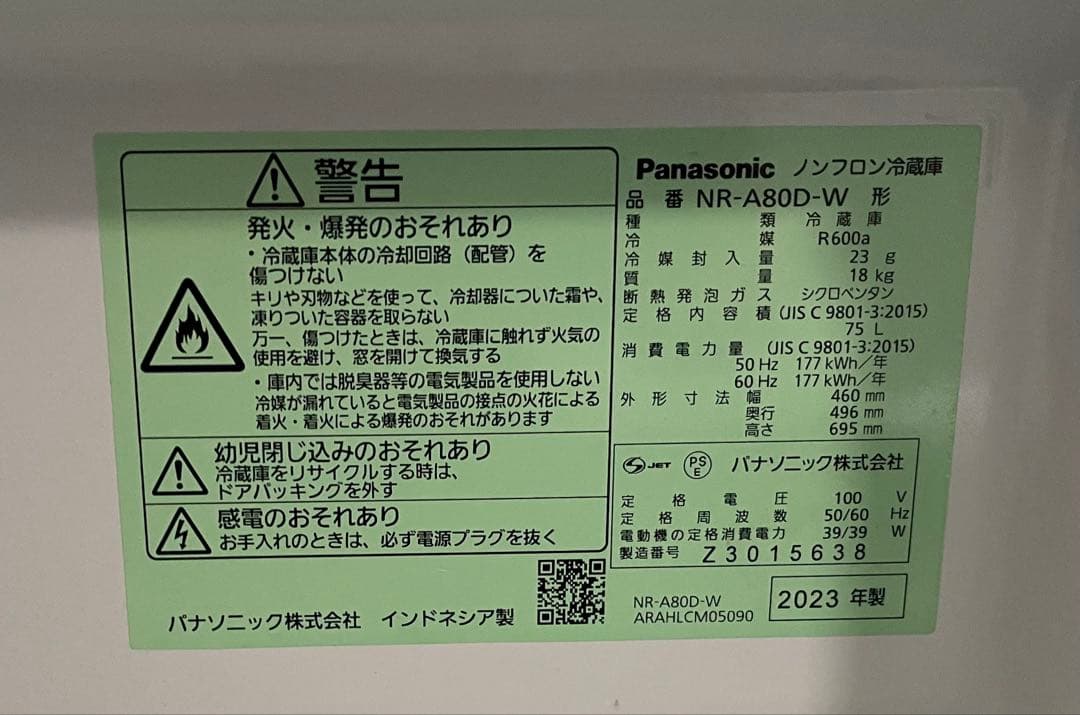 警告
発火・爆発のおそれあり
・冷蔵庫本体の冷却回路（配管）を
傷つけない
キリや刃物などを使って、冷却器についた霜や、
凍りついた容器を取らない
万一、傷つけたときは、冷蔵庫に触れず火気の
使用を避け、窓を開けて換気する
・庫内では脱臭器等の電気製品を使用しない
冷媒が漏れていると電気製品の接点の火花による
着火・着火による爆発のおそれがあります
幼児閉じ込みのおそれあり
冷蔵庫をリサイクルする時は、
ドアパッキングを外す
感電のおそれあり
お手入れのときは、必ず電源プラグを抜く
パナソニック株式会社 インドネシア製
Panasonic ノンフロン冷蔵庫
品番 NR-A80D-W 形
種類 冷蔵庫
冷媒 R600a
冷媒封入量 23 g
質量 18 kg
断熱発泡ガス シクロペンタン
定格内容積 (JIS C 9801-3:2015)
75 L
消費電力量 (JIS C 9801-3:2015)
50 Hz 177 kWh／年
60 Hz 177 kWh／年
外形寸法 幅 460 mm
奥行 496 mm
高さ 695 mm
S JET PS E パナソニック株式会社
定格電圧 100 V
定格周波数 50/60 Hz
電動機の定格消費電力 39/39 W
製造番号 Z3015638
NR-A80D-W
ARAHLCM05090
2023 年製